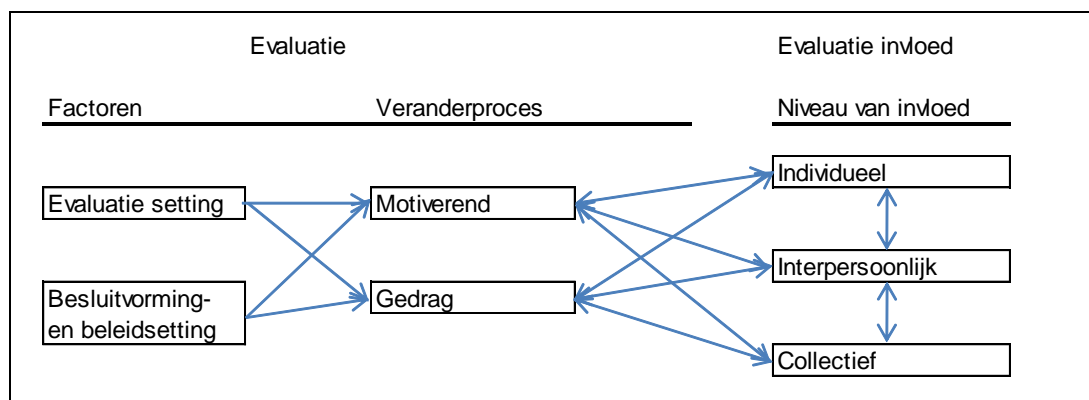 Evaluatie
Evaluatie invloed
Factoren
Veranderproces
Niveau van invloed
Individueel
Evaluatie setting
Motiverend
Interpersoonlijk
Besluitvorming-
en beleidsetting
Gedrag
Collectief